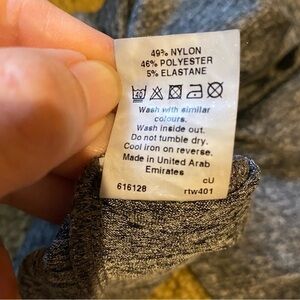 49% NYLON
46% POLYESTER
5% ELASTANE
40
Wash with similar
colours.
Wash inside out.
Do not tumble dry.
Cool iron on reverse.
Made in United Arab
Emirates
cU
616128 rtw401